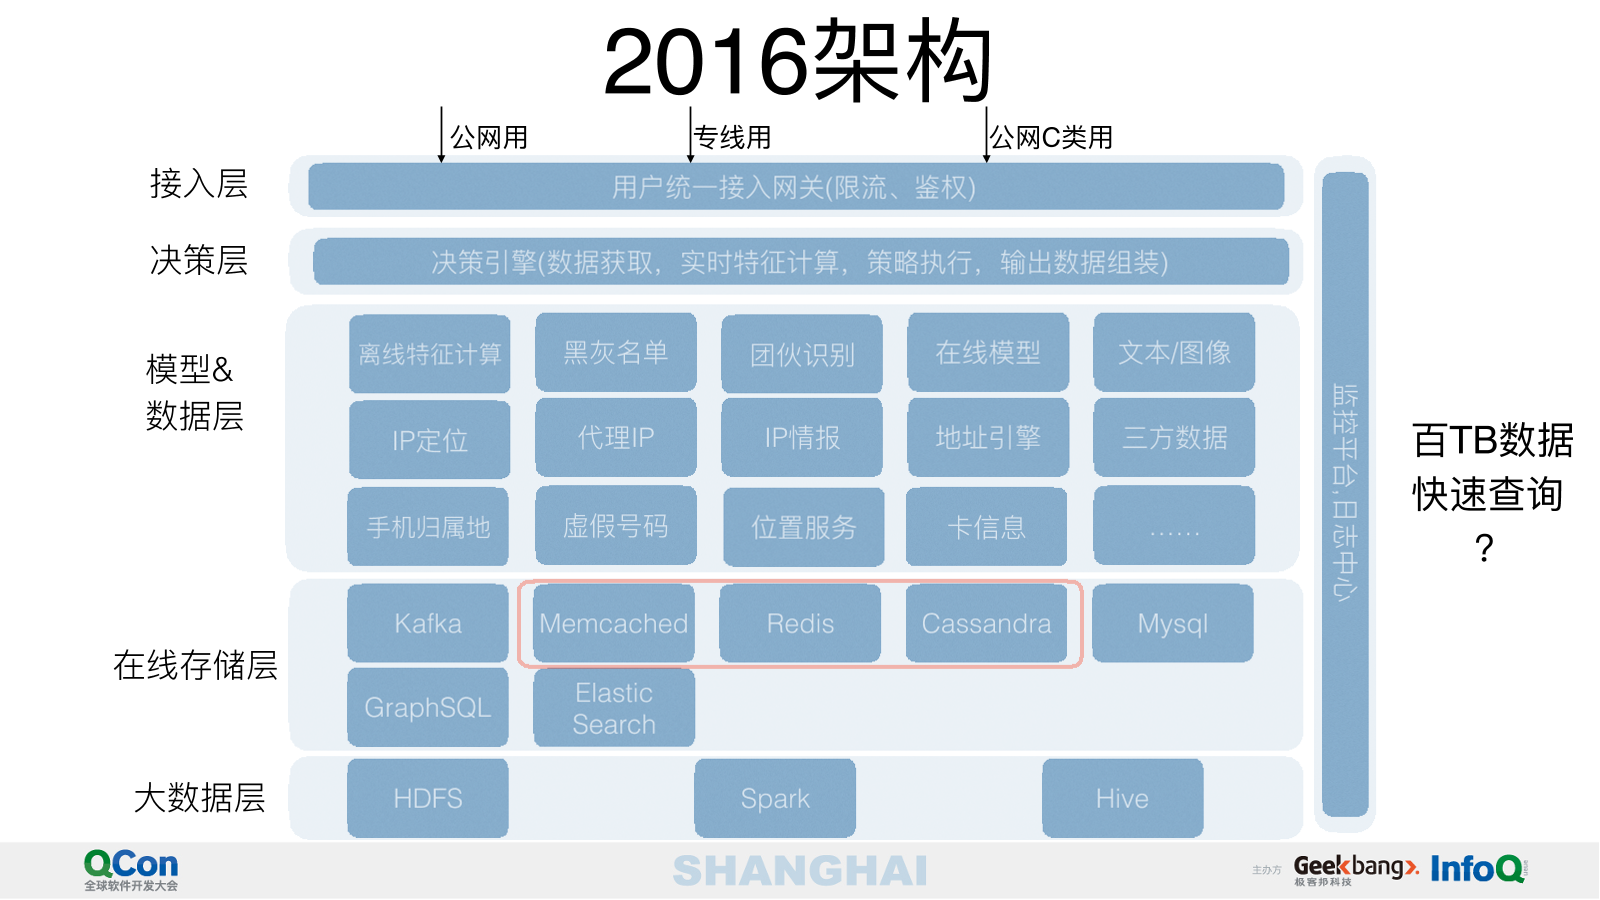 2016架构
公网用
专线用
公网C类用
接入层
用户统一接入网关(限流、鉴权)
决策层
决策引擎(数据获取，实时特征计算，策略执行，输出数据组装)
模型&
数据层
离线特征计算
黑灰名单
团伙识别
在线模型
文本/图像
IP定位
代理IP
IP情报
地址引擎
三方数据
手机归属地
虚假号码
位置服务
卡信息
……
在线存储层
Kafka
Memcached
Redis
Cassandra
Mysql
GraphSQL
Elastic
Search
大数据层
HDFS
Spark
Hive
监控平台,日志中心
百TB数据
快速查询
?
QCon
全球软件开发大会
SHANGHAI
主办方
Geekbang>.
极客邦科技
InfoQ